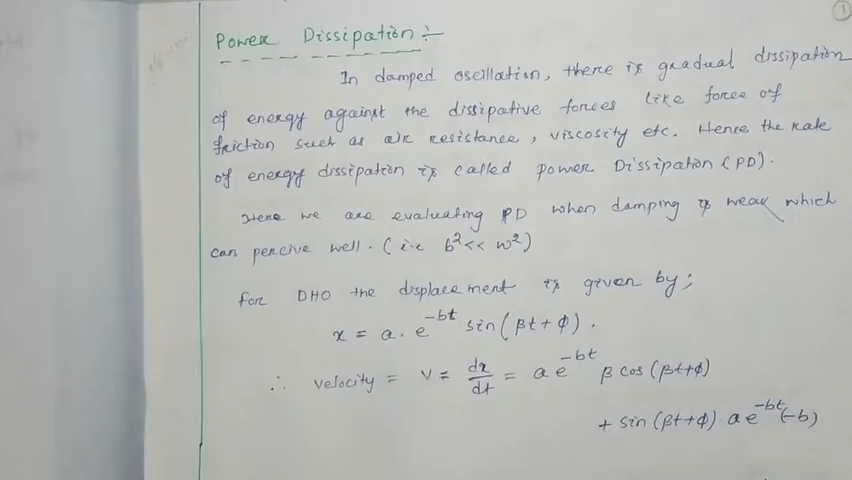 ①
Power Dissipation :-
In damped oscillation, there is gradual dissipation
of energy against the dissipative forces like force of
friction such as air resistance, viscosity etc. Hence the rate
of energy dissipation is called power Dissipation (PD).
Here we are evaluating PD when damping is weak which
can percive well. (i.e b² << w²)
for DHO the displacement is given by;
x = a. e^-bt sin(βt+ϕ).
∴ velocity = v = dx/dt = a e^-bt β cos(βt+ϕ)
+ sin(βt+ϕ). a e^-bt (-b)